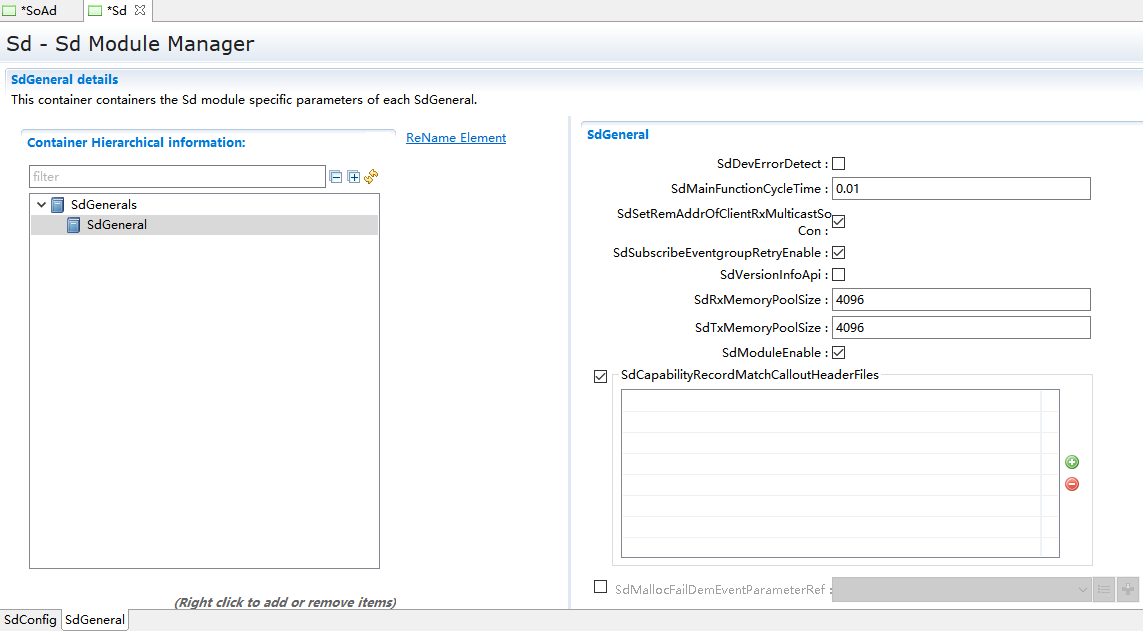 *SoAd
*Sd
Sd - Sd Module Manager
SdGeneral details
This container containers the Sd module specific parameters of each SdGeneral.
Container Hierarchical information:
ReName Element
filter
SdGenerals
SdGeneral
(Right click to add or remove items)
SdGeneral
SdDevErrorDetect :
SdMainFunctionCycleTime : 0.01
SdSetRemAddrOfClientRxMulticastSo
Con :
SdSubscribeEventgroupRetryEnable :
SdVersionInfoApi :
SdRxMemoryPoolSize : 4096
SdTxMemoryPoolSize : 4096
SdModuleEnable :
SdCapabilityRecordMatchCalloutHeaderFiles
SdMallocFailDemEventParameterRef :
SdConfig
SdGeneral